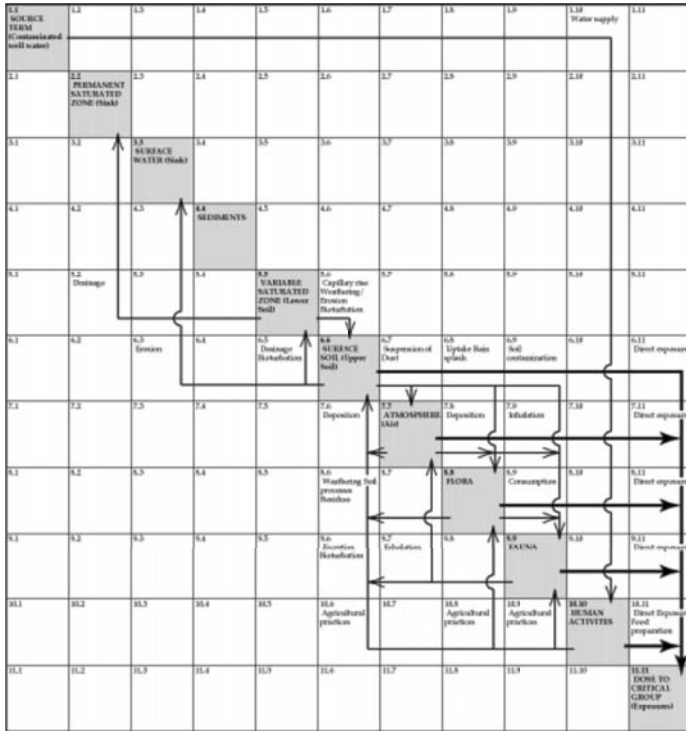 1.1
SOURCE
TERM
(Contaminated
well water)
1.2
1.3
1.4
1.5
1.6
1.7
1.8
1.9
1.10
Water supply
1.11
2.1
2.2
PERMANENT
SATURATED
ZONE (Sink)
2.3
2.4
2.5
2.6
2.7
2.8
2.9
2.10
2.11
3.1
3.2
3.3
SURFACE
WATER (Sink)
3.4
3.5
3.6
3.7
3.8
3.9
3.10
3.11
4.1
4.2
4.3
4.4
SEDIMENTS
4.5
4.6
4.7
4.8
4.9
4.10
4.11
5.1
5.2
Drainage
5.3
5.4
5.5
VARIABLE
SATURATED
ZONE (Lower
Soil)
5.6
Capillary rise
Weathering/
Erosion
Bioturbation
5.7
5.8
5.9
5.10
5.11
6.1
6.2
6.3
Erosion
6.4
6.5
Drainage
Bioturbation
6.6
SURFACE
SOIL (Upper
Soil)
6.7
Suspension of
Dust
6.8
Uptake Rain
splash
6.9
Soil
contamination
6.10
6.11
Direct exposure
7.1
7.2
7.3
7.4
7.5
7.6
Deposition
7.7
ATMOSPHERE
(Air)
7.8
Deposition
7.9
Inhalation
7.10
7.11
Direct exposure
8.1
8.2
8.3
8.4
8.5
8.6
Weathering Soil
processes
Residues
8.7
8.8
FLORA
8.9
Consumption
8.10
8.11
Direct exposure
9.1
9.2
9.3
9.4
9.5
9.6
Excretion
Bioturbation
9.7
Exhalation
9.8
9.9
FAUNA
9.10
9.11
Direct exposure
10.1
10.2
10.3
10.4
10.5
10.6
Agricultural
practices
10.7
10.8
Agricultural
practices
10.9
Agricultural
practices
10.10
HUMAN
ACTIVITES
10.11
Direct Exposure
Food
preparation
11.1
11.2
11.3
11.4
11.5
11.6
11.7
11.8
11.9
11.10
11.11
DOSE TO
CRITICAL
GROUP
(Exposures)